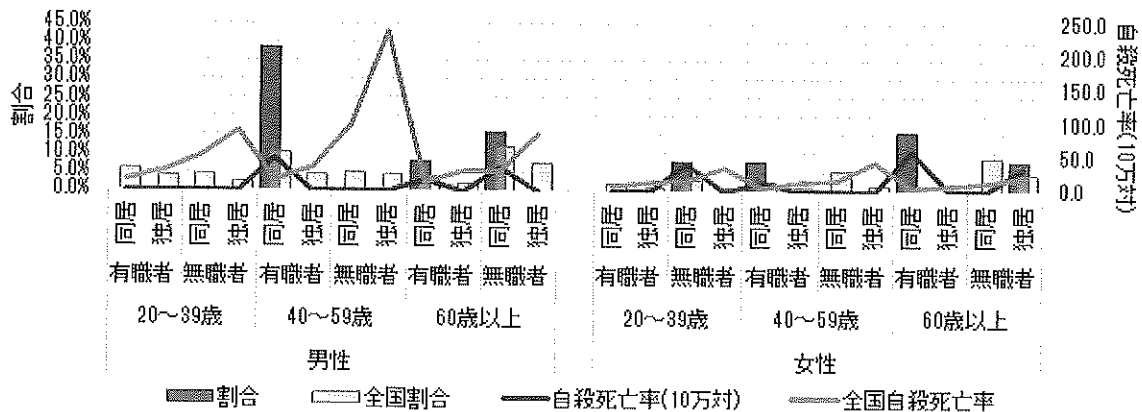 45.0%
40.0%
35.0%
30.0%
25.0%
20.0%
15.0%
10.0%
5.0%
0.0%
割合
250.0
200.0
150.0
100.0
50.0
0.0
自殺死亡率(10万対)
同居 独居 同居 独居 同居 独居 同居 独居 同居 独居 同居 独居 同居 独居 同居 独居 同居 独居 同居 独居 同居 独居 同居 独居
有職者 無職者 有職者 無職者 有職者 無職者 有職者 無職者 有職者 無職者 有職者 無職者
20～39歳 40～59歳 60歳以上 20～39歳 40～59歳 60歳以上
男性 女性
割合 全国割合 自殺死亡率(10万対) 全国自殺死亡率